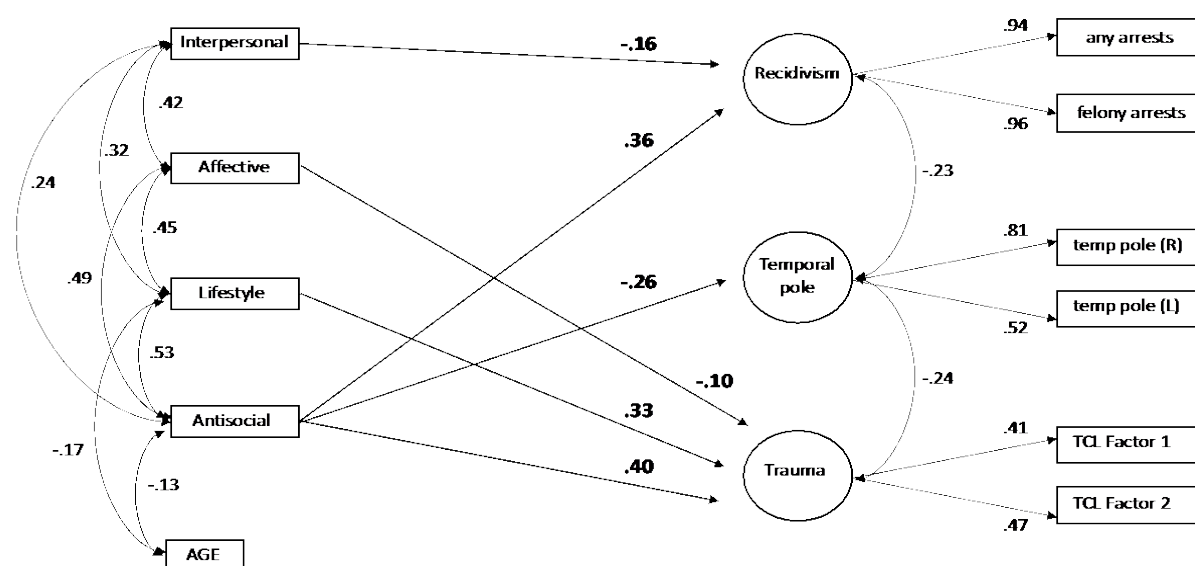 Interpersonal
-.16
Recidivism
.94
any arrests
.42
felony arrests
.96
.32
.36
Affective
.24
-.23
.45
.81
temp pole (R)
Temporal
pole
.49
Lifestyle
-.26
temp pole (L)
.52
.53
-.10
-.24
Antisocial
.33
.41
TCL Factor 1
-.17
.40
Trauma
-.13
TCL Factor 2
.47
AGE